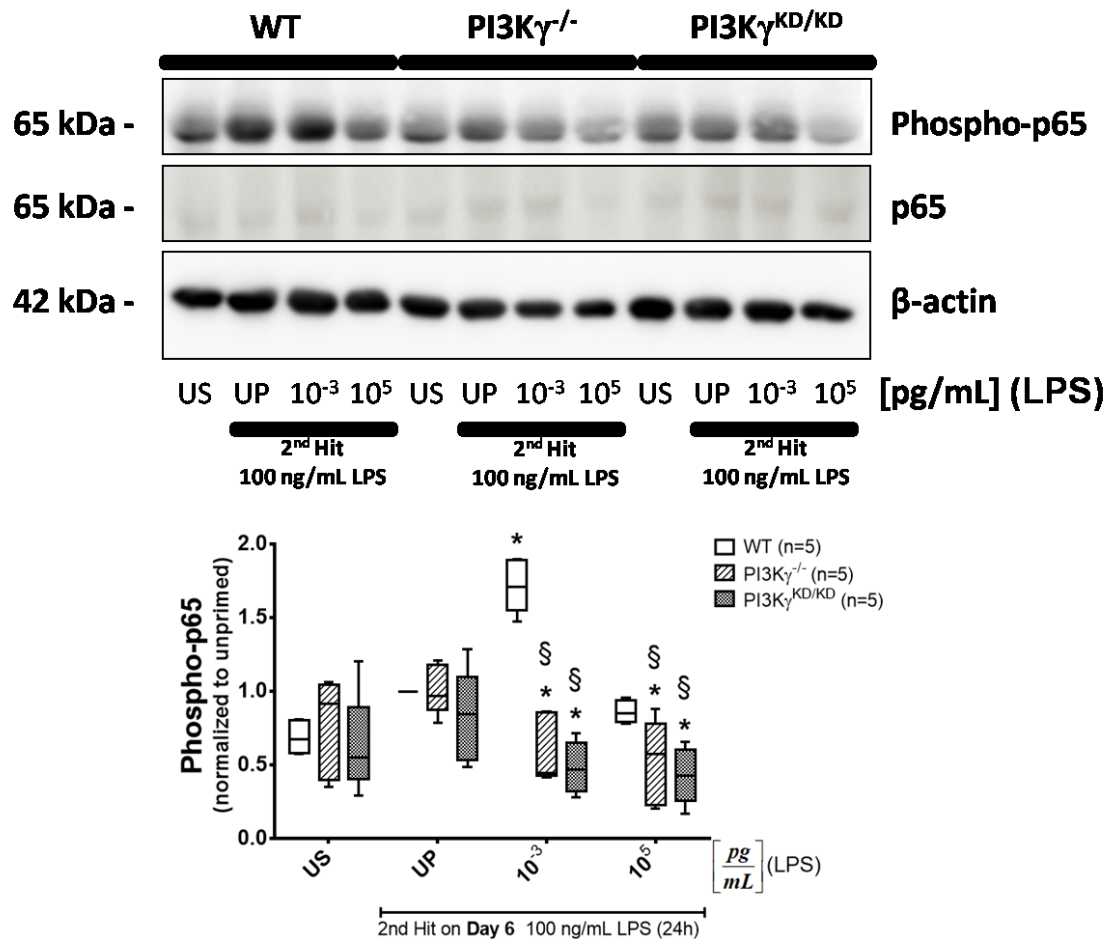 WT PI3Kγ-/- PI3KγKD/KD
65 kDa - Phospho-p65
65 kDa - p65
42 kDa - β-actin
US UP 10-3 105 US UP 10-3 105 US UP 10-3 105 [pg/mL] (LPS)
2nd Hit 2nd Hit 2nd Hit
100 ng/mL LPS 100 ng/mL LPS 100 ng/mL LPS
Phospho-p65
(normalized to unprimed)
2.0
1.5
1.0
0.5
0.0
*
§
*
§
*
§
*
§
*
WT (n=5)
PI3Kγ-/- (n=5)
PI3KγKD/KD (n=5)
US UP 10-3 105 [pg/mL] (LPS)
2nd Hit on Day 6 100 ng/mL LPS (24h)